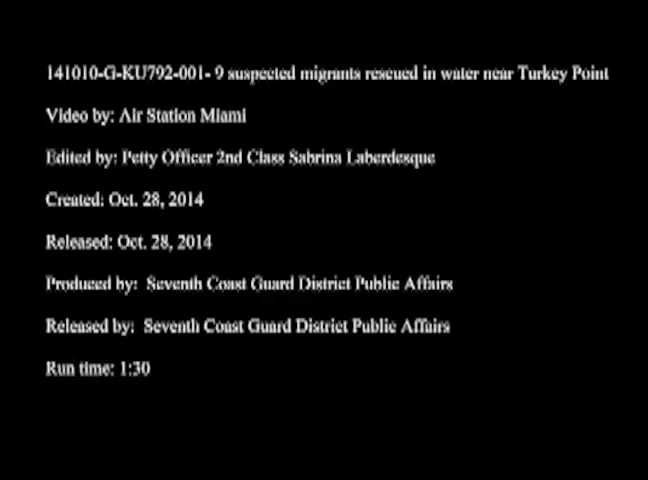 141010-G-KU792-001- 9 suspected migrants rescued in water near Turkey Point
Video by: Air Station Miami
Edited by: Petty Officer 2nd Class Sabrina Laberdesque
Created: Oct. 28, 2014
Released: Oct. 28, 2014
Produced by: Seventh Coast Guard District Public Affairs
Released by: Seventh Coast Guard District Public Affairs
Run time: 1:30